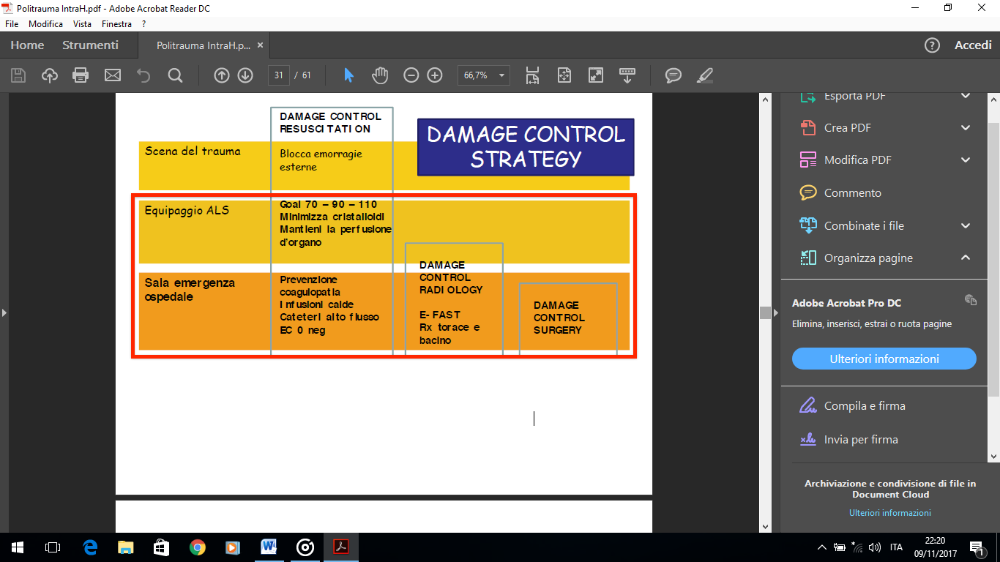 Politrauma IntraH.pdf - Adobe Acrobat Reader DC
File Modifica Vista Finestra ?
Home Strumenti Politrauma IntraH.p... × ? Accedi
31 / 61 66,7%
DAMAGE CONTROL
RESUSCITATION
DAMAGE CONTROL
STRATEGY
Scena del trauma
Blocca emorragie
esterne
Equipaggio ALS
Goal 70 – 90 – 110
Minimizza cristalloidi
Mantieni la perfusione
d'organo
Sala emergenza
ospedale
Prevenzione
coagulopatia
Infusioni calde
Cateteri alto flusso
EC 0 neg
DAMAGE
CONTROL
RADIOLOGY
E-FAST
Rx torace e
bacino
DAMAGE
CONTROL
SURGERY
Esporta PDF
Crea PDF
Modifica PDF
Commento
Combinate i file
Organizza pagine
Adobe Acrobat Pro DC
Elimina, inserisci, estrai o ruota pagine
Ulteriori informazioni
Compila e firma
Invia per firma
Archiviazione e condivisione di file in
Document Cloud
Ulteriori informazioni
ITA
22:20
09/11/2017
1